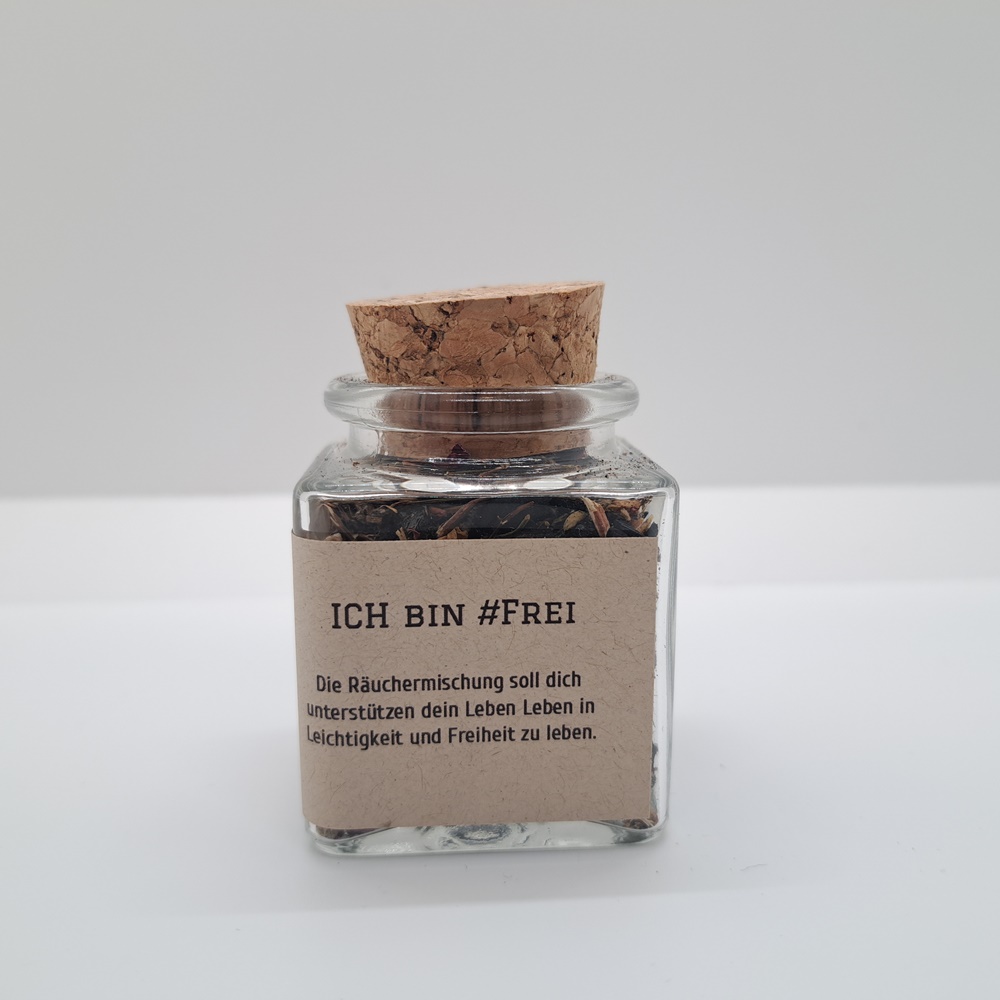 ICH BIN #FREI
Die Räuchermischung soll dich
unterstützen dein Leben Leben in
Leichtigkeit und Freiheit zu leben.